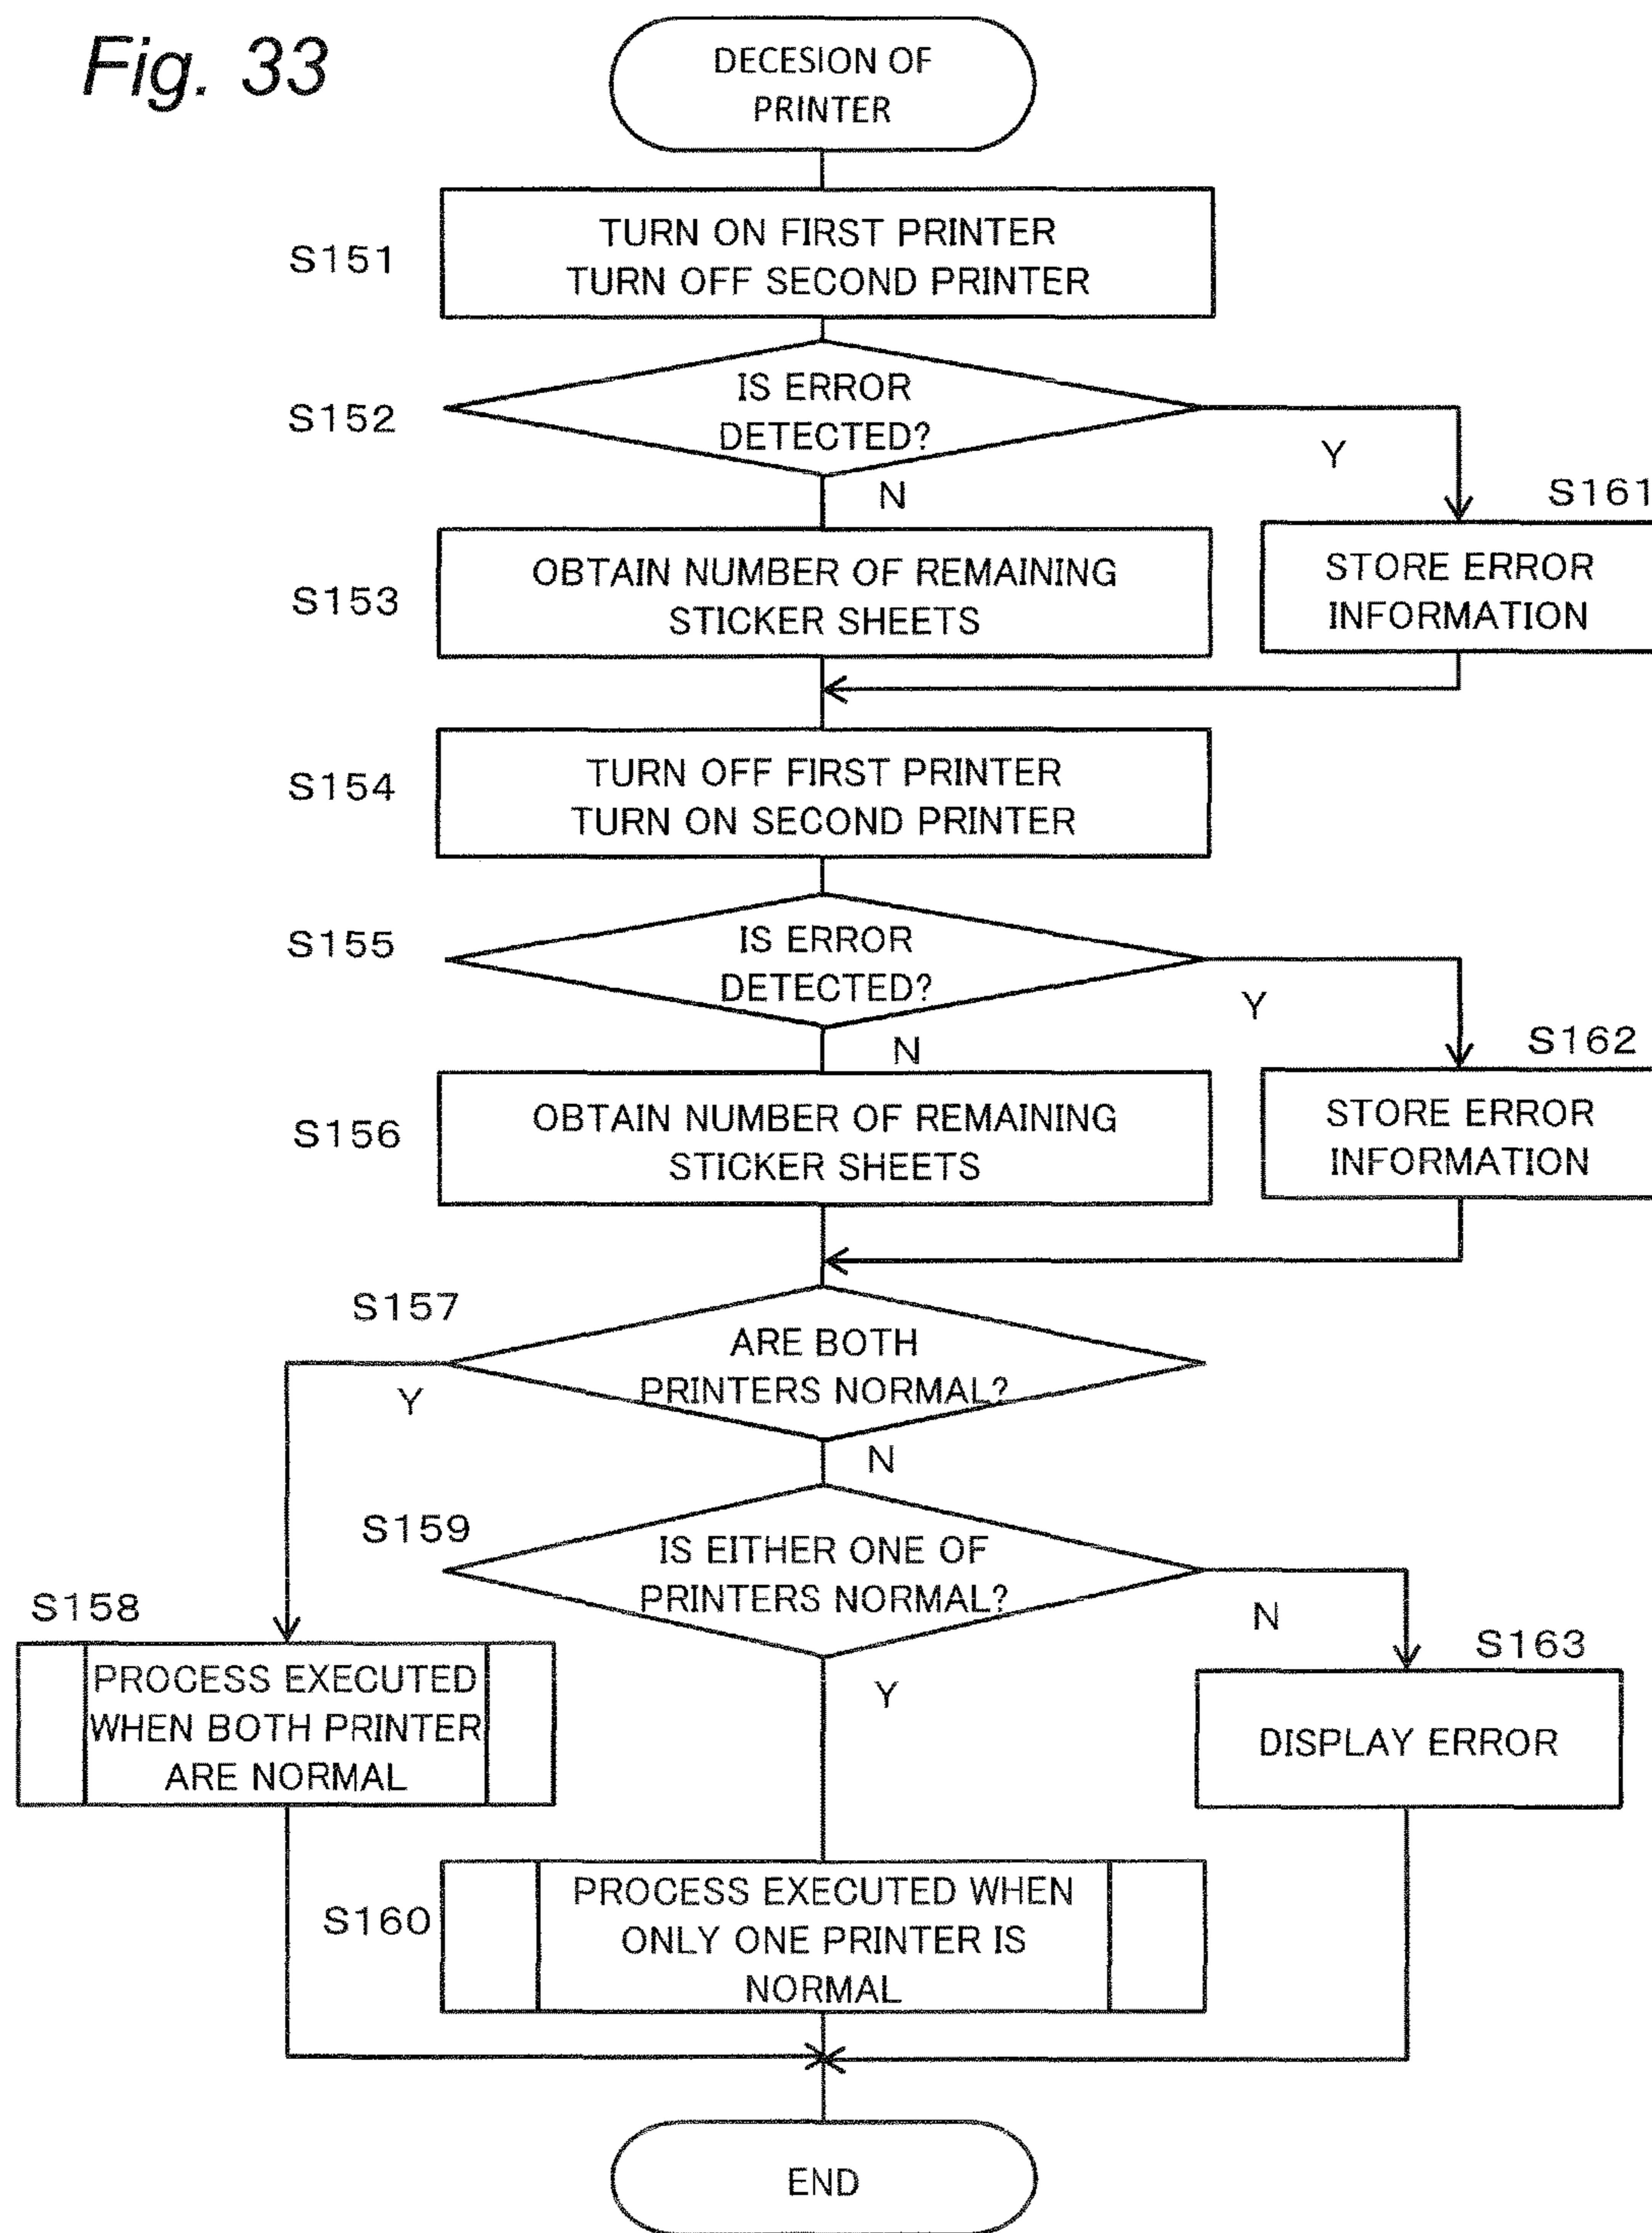 Fig. 33
DECESION OF
PRINTER
S151
TURN ON FIRST PRINTER
TURN OFF SECOND PRINTER
S152
IS ERROR
DETECTED?
Y
N
S161
STORE ERROR
INFORMATION
S153
OBTAIN NUMBER OF REMAINING
STICKER SHEETS
S154
TURN OFF FIRST PRINTER
TURN ON SECOND PRINTER
S155
IS ERROR
DETECTED?
Y
N
S162
STORE ERROR
INFORMATION
S156
OBTAIN NUMBER OF REMAINING
STICKER SHEETS
S157
ARE BOTH
PRINTERS NORMAL?
Y
N
S159
IS EITHER ONE OF
PRINTERS NORMAL?
N
Y
S158
PROCESS EXECUTED
WHEN BOTH PRINTER
ARE NORMAL
S163
DISPLAY ERROR
S160
PROCESS EXECUTED WHEN
ONLY ONE PRINTER IS
NORMAL
END